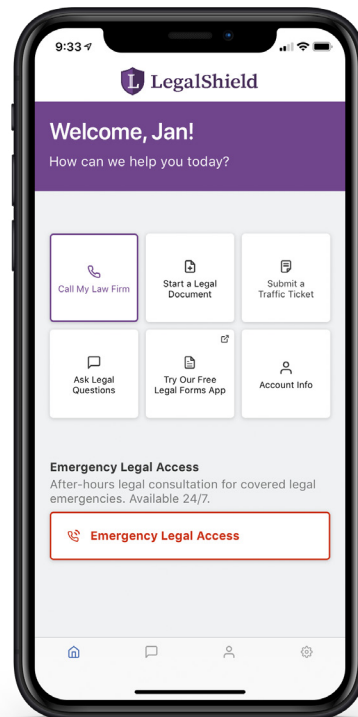 9:33
LegalShield
Welcome, Jan!
How can we help you today?
Call My Law Firm
Start a Legal
Document
Submit a
Traffic Ticket
Ask Legal
Questions
Try Our Free
Legal Forms App
Account Info
Emergency Legal Access
After-hours legal consultation for covered legal
emergencies. Available 24/7.
Emergency Legal Access